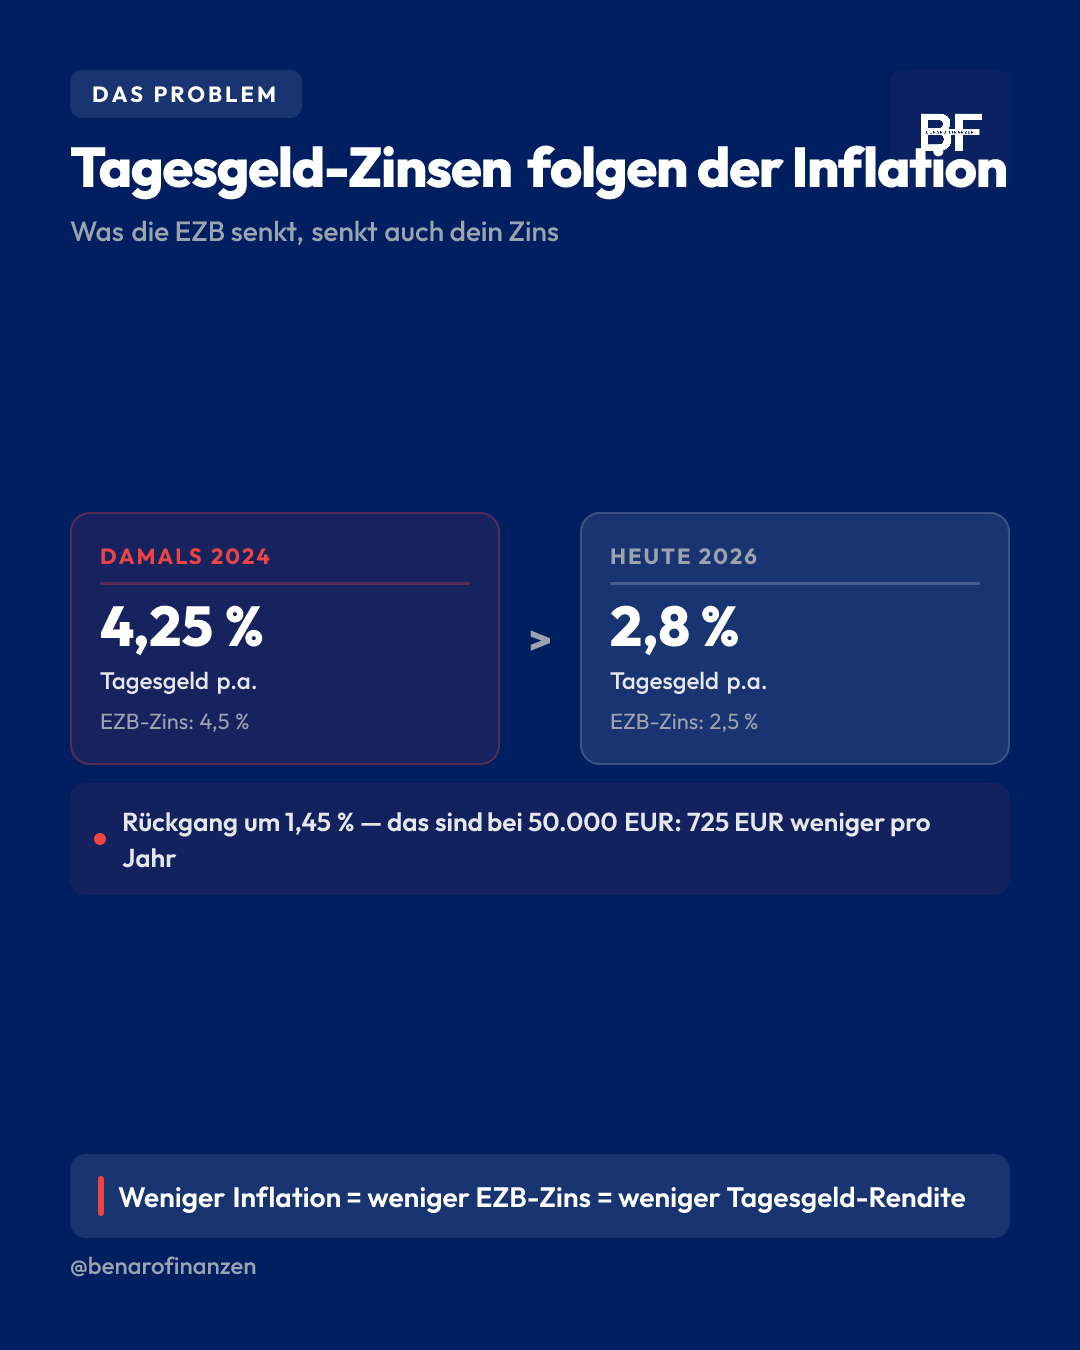 DAS PROBLEM
BF
Tagesgeld-Zinsen folgen der Inflation
Was die EZB senkt, senkt auch dein Zins
DAMALS 2024
4,25 %
Tagesgeld p.a.
EZB-Zins: 4,5 %
>
HEUTE 2026
2,8 %
Tagesgeld p.a.
EZB-Zins: 2,5 %
Rückgang um 1,45 % — das sind bei 50.000 EUR: 725 EUR weniger pro
Jahr
Weniger Inflation = weniger EZB-Zins = weniger Tagesgeld-Rendite
@benarofinanzen